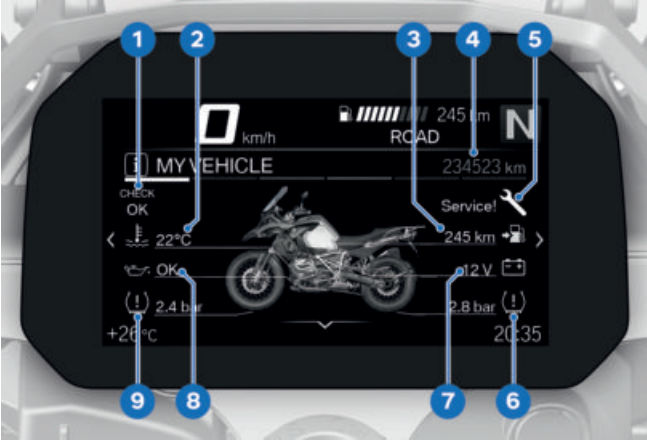 1 2 3 4 5
0 km/h 245 km N
ROAD
i MY VEHICLE 234523 km
CHECK
OK Service!
22°C 245 km
OK 12 V
2.4 bar 2.8 bar
+26°C 20:35
9 8 7 6